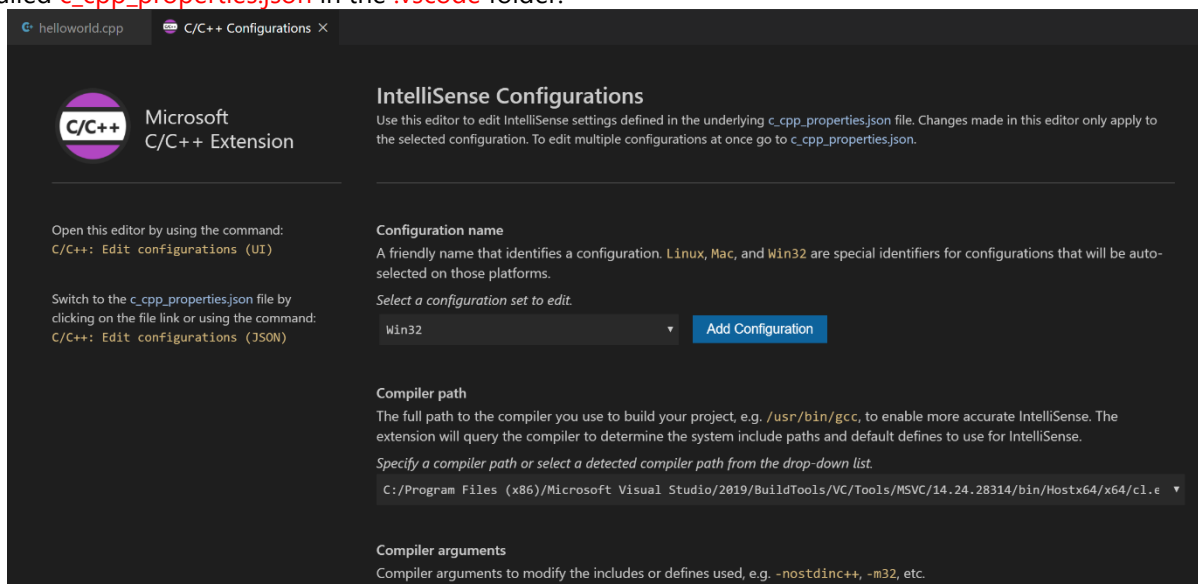 c_cpp_properties.json in the .vscode folder.
helloworld.cpp
C/C++ Configurations ×
C/C++
Microsoft
C/C++ Extension
Open this editor by using the command:
C/C++: Edit configurations (UI)
Switch to the c_cpp_properties.json file by
clicking on the file link or using the command:
C/C++: Edit configurations (JSON)
IntelliSense Configurations
Use this editor to edit IntelliSense settings defined in the underlying c_cpp_properties.json file. Changes made in this editor only apply to
the selected configuration. To edit multiple configurations at once go to c_cpp_properties.json.
Configuration name
A friendly name that identifies a configuration. Linux, Mac, and Win32 are special identifiers for configurations that will be auto-
selected on those platforms.
Select a configuration set to edit.
Win32
Add Configuration
Compiler path
The full path to the compiler you use to build your project, e.g. /usr/bin/gcc, to enable more accurate IntelliSense. The
extension will query the compiler to determine the system include paths and default defines to use for IntelliSense.
Specify a compiler path or select a detected compiler path from the drop-down list.
C:/Program Files (x86)/Microsoft Visual Studio/2019/BuildTools/VC/Tools/MSVC/14.24.28314/bin/Hostx64/x64/cl.e
Compiler arguments
Compiler arguments to modify the includes or defines used, e.g. -nostdinc++, -m32, etc.